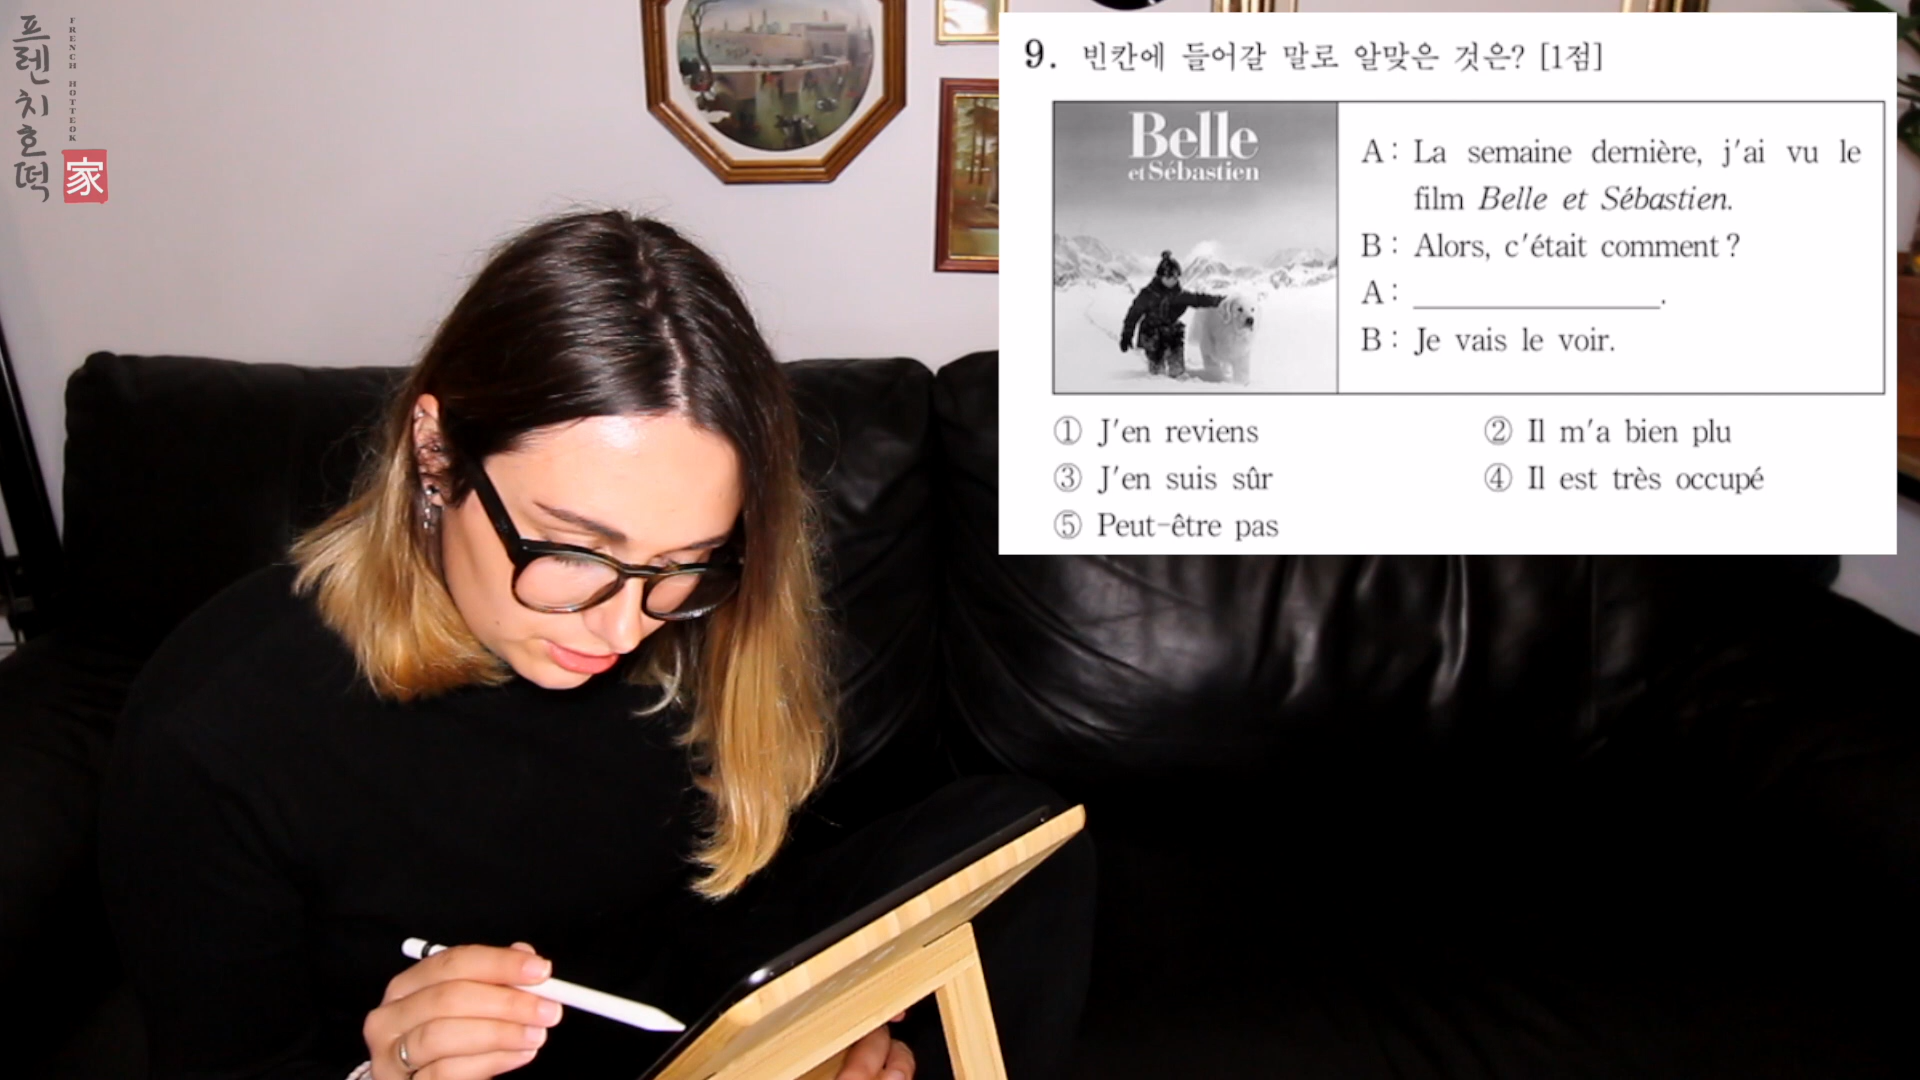 프렌치호떡
FRENCH HOTTEOK
家
9. 빈칸에 들어갈 말로 알맞은 것은? [1점]
Belle
et Sébastien
A : La semaine dernière, j'ai vu le
film Belle et Sébastien.
B : Alors, c'était comment ?
A : ____________________.
B : Je vais le voir.
① J'en reviens
② Il m'a bien plu
③ J'en suis sûr
④ Il est très occupé
⑤ Peut-être pas